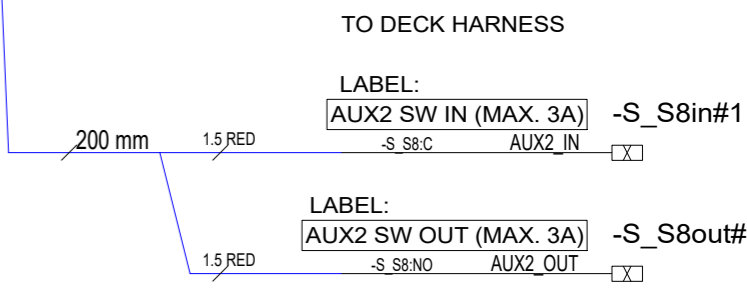 TO DECK HARNESS
LABEL:
AUX2 SW IN (MAX. 3A) -S_S8in#1
200 mm 1.5 RED -S_S8:C AUX2_IN X
LABEL:
AUX2 SW OUT (MAX. 3A) -S_S8out#
1.5 RED -S_S8:NO AUX2_OUT X